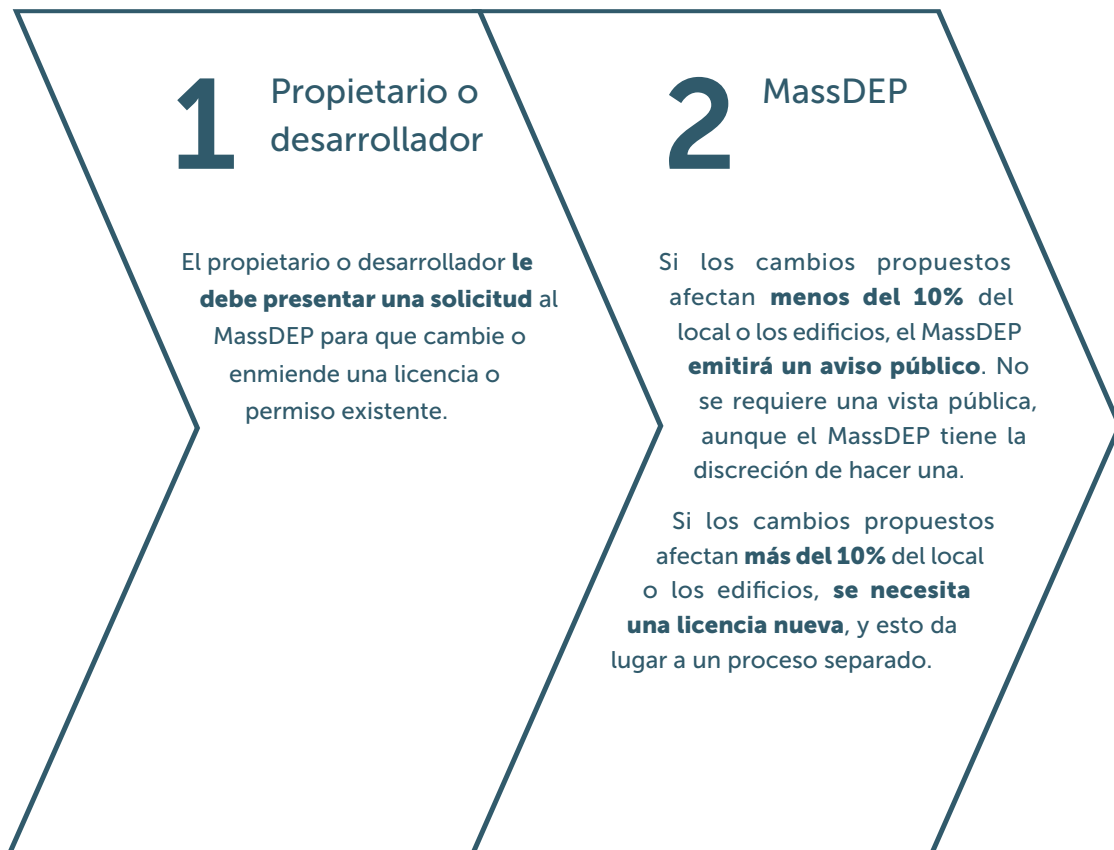 1
Propietario o
desarrollador
El propietario o desarrollador le
debe presentar una solicitud al
MassDEP para que cambie o
enmiende una licencia o
permiso existente.
2
MassDEP
Si los cambios propuestos
afectan menos del 10% del
local o los edificios, el MassDEP
emitirá un aviso público. No
se requiere una vista pública,
aunque el MassDEP tiene la
discreción de hacer una.
Si los cambios propuestos
afectan más del 10% del local
o los edificios, se necesita
una licencia nueva, y esto da
lugar a un proceso separado.